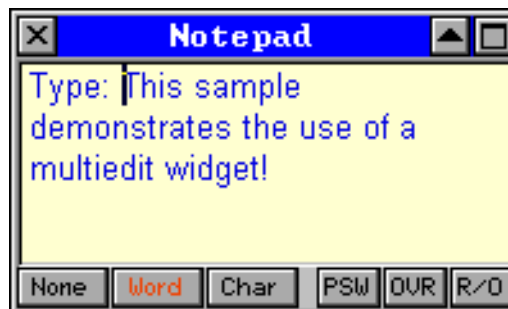 Notepad
Type: This sample
demonstrates the use of a
multiedit widget!
None Word Char PSW OVR R/O